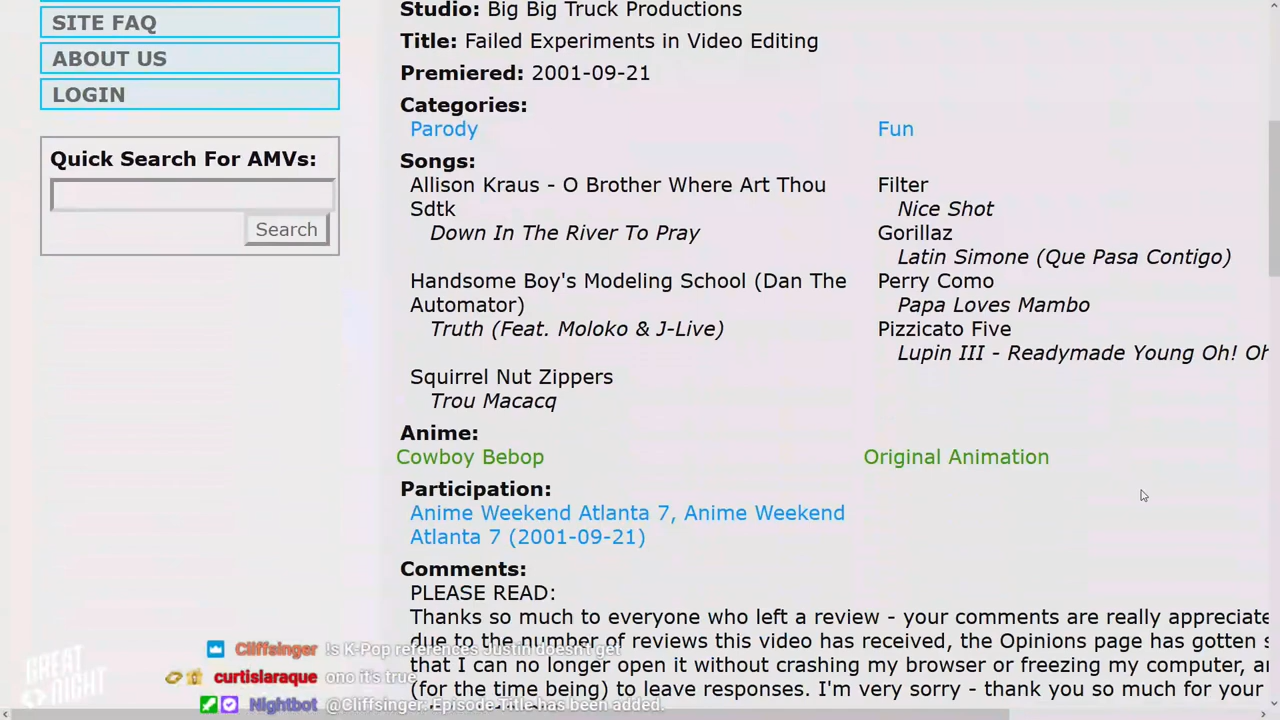 SITE FAQ
ABOUT US
LOGIN
Quick Search For AMVs:
Search
Studio: Big Big Truck Productions
Title: Failed Experiments in Video Editing
Premiered: 2001-09-21
Categories:
Parody
Fun
Songs:
Allison Kraus - O Brother Where Art Thou
Sdtk
Down In The River To Pray
Handsome Boy's Modeling School (Dan The
Automator)
Truth (Feat. Moloko & J-Live)
Squirrel Nut Zippers
Trou Macacq
Filter
Nice Shot
Gorillaz
Latin Simone (Que Pasa Contigo)
Perry Como
Papa Loves Mambo
Pizzicato Five
Lupin III - Readymade Young Oh! Oh
Anime:
Cowboy Bebop
Original Animation
Participation:
Anime Weekend Atlanta 7, Anime Weekend
Atlanta 7 (2001-09-21)
Comments:
PLEASE READ:
Thanks so much to everyone who left a review - your comments are really appreciate
due to the number of reviews this video has received, the Opinions page has gotten s
that I can no longer open it without crashing my browser or freezing my computer, a
(for the time being) to leave responses. I'm very sorry - thank you so much for your
Cliffsinger !s K-Pop references Justin doesn't get
curtislaraque ono it's true
Nightbot @Cliffsinger: Episode Title has been added.
GREAT
NIGHT